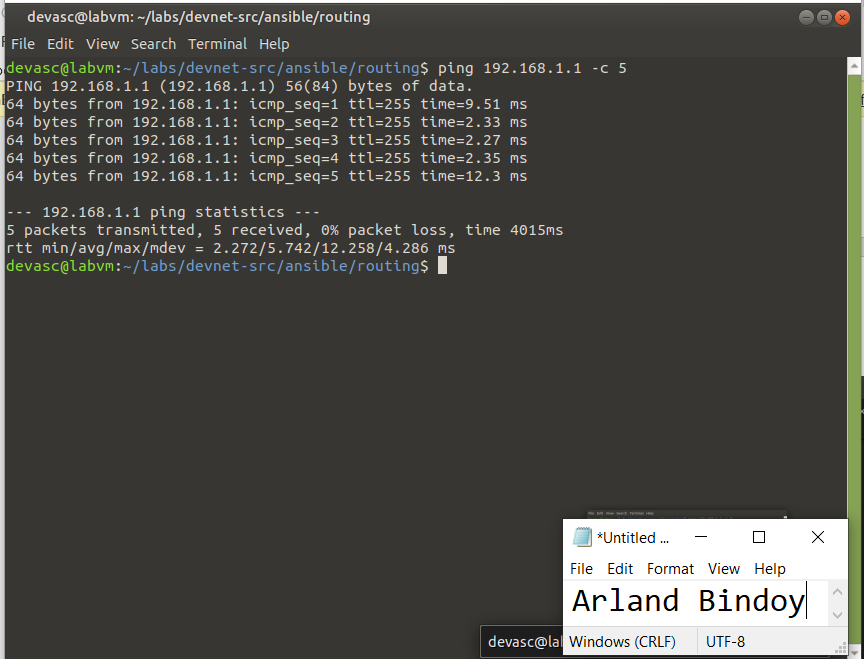 devasc@labvm: ~/labs/devnet-src/ansible/routing
File Edit View Search Terminal Help
devasc@labvm:~/labs/devnet-src/ansible/routing$ ping 192.168.1.1 -c 5
PING 192.168.1.1 (192.168.1.1) 56(84) bytes of data.
64 bytes from 192.168.1.1: icmp_seq=1 ttl=255 time=9.51 ms
64 bytes from 192.168.1.1: icmp_seq=2 ttl=255 time=2.33 ms
64 bytes from 192.168.1.1: icmp_seq=3 ttl=255 time=2.27 ms
64 bytes from 192.168.1.1: icmp_seq=4 ttl=255 time=2.35 ms
64 bytes from 192.168.1.1: icmp_seq=5 ttl=255 time=12.3 ms
--- 192.168.1.1 ping statistics ---
5 packets transmitted, 5 received, 0% packet loss, time 4015ms
rtt min/avg/max/mdev = 2.272/5.742/12.258/4.286 ms
devasc@labvm:~/labs/devnet-src/ansible/routing$
*Untitled ...
File Edit Format View Help
Arland Bindoy
devasc@lal
Windows (CRLF) UTF-8